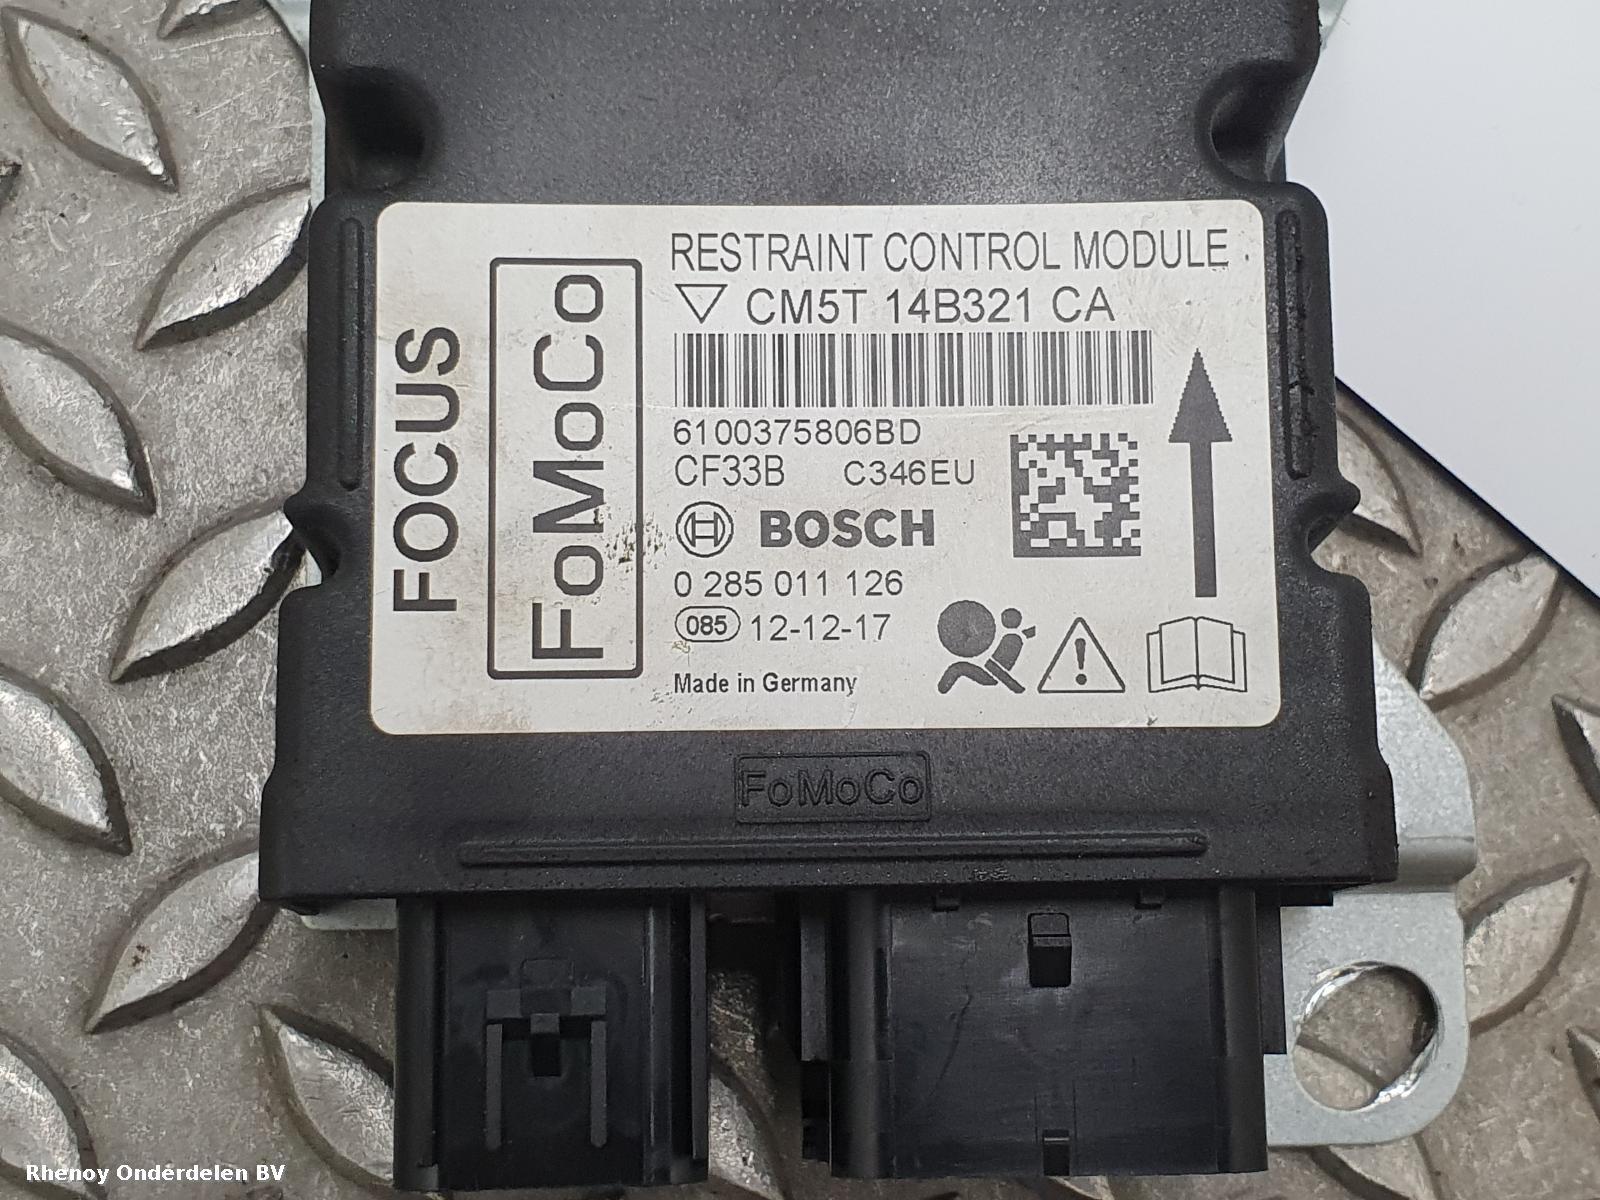 RESTRAINT CONTROL MODULE
CM5T 14B321 CA
FOCUS
FoMoCo
6100375806BD
CF33B C346EU
BOSCH
0 285 011 126
085 12-12-17
Made in Germany
FoMoCo
Rhenoy Onderdelen BV